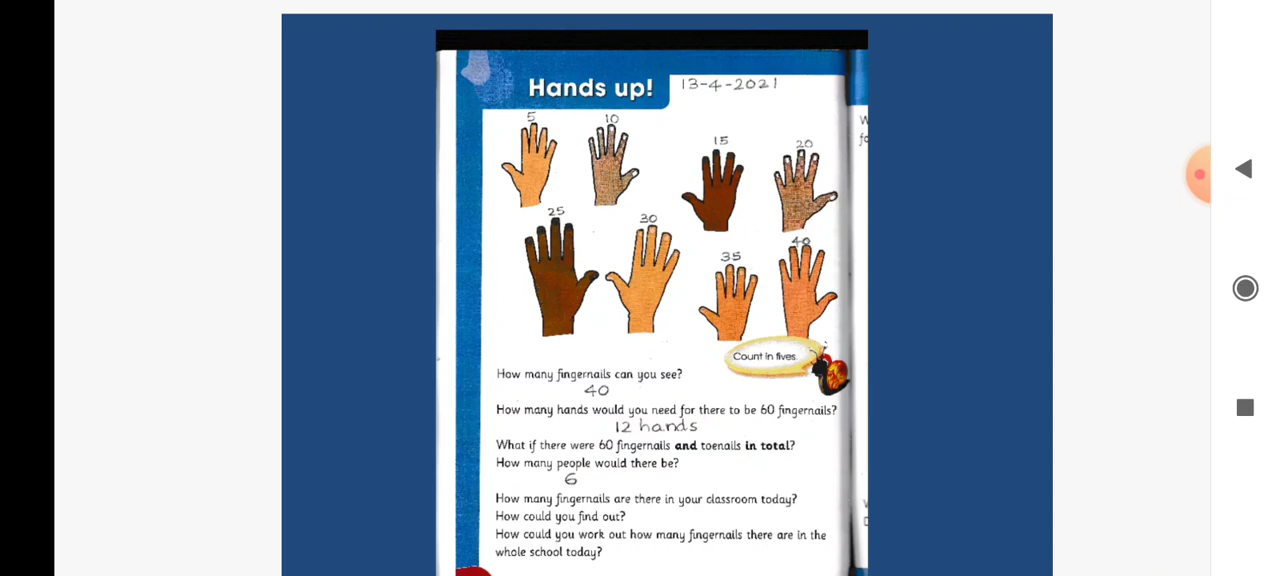 Hands up!
13-4-2021
5
10
15
20
25
30
35
40
Count in fives.
How many fingernails can you see?
40
How many hands would you need for there to be 60 fingernails?
12 hands
What if there were 60 fingernails and toenails in total?
How many people would there be?
6
How many fingernails are there in your classroom today?
How could you find out?
How could you work out how many fingernails there are in the
whole school today?